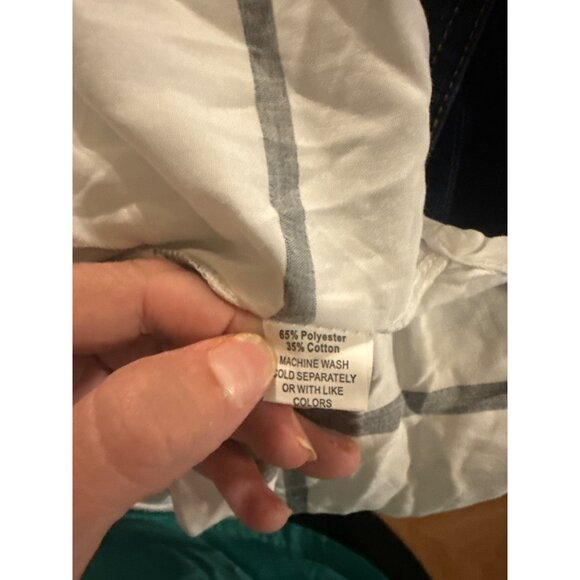 65% Polyester
35% Cotton
MACHINE WASH
COLD SEPARATELY
OR WITH LIKE
COLORS